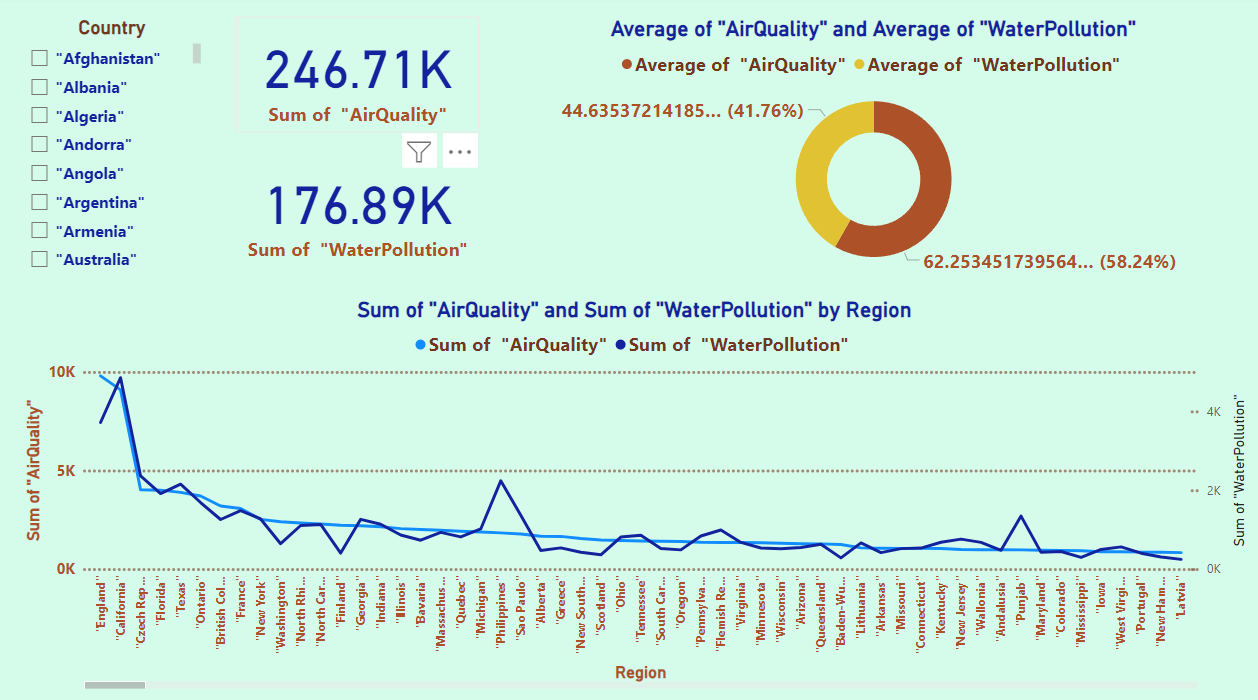 Country
"Afghanistan"
"Albania"
"Algeria"
"Andorra"
"Angola"
"Argentina"
"Armenia"
"Australia"
246.71K
Sum of "AirQuality"
176.89K
Sum of "WaterPollution"
Average of "AirQuality" and Average of "WaterPollution"
Average of "AirQuality" Average of "WaterPollution"
44.63537214185... (41.76%)
62.253451739564... (58.24%)
Sum of "AirQuality" and Sum of "WaterPollution" by Region
Sum of "AirQuality" Sum of "WaterPollution"
Sum of "AirQuality"
10K
5K
0K
4K
2K
0K
Sum of "WaterPollution"
"England"
"California"
"Czech Rep...
"Florida"
"Texas"
"Ontario"
"British Col...
"France"
"New York"
"Washington"
"North Rhi...
"North Car...
"Finland"
"Georgia"
"Indiana"
"Illinois"
"Bavaria"
"Massachus...
"Quebec"
"Michigan"
"Philippines"
"Sao Paulo"
"Alberta"
"Greece"
"New South...
"Scotland"
"Ohio"
"Tennessee"
"South Car...
"Oregon"
"Pennsylva...
"Flemish Re...
"Virginia"
"Minnesota"
"Wisconsin"
"Arizona"
"Queensland"
"Baden-Wu...
"Lithuania"
"Arkansas"
"Missouri"
"Connecticut"
"Kentucky"
"New Jersey"
"Wallonia"
"Andalusia"
"Punjab"
"Maryland"
"Colorado"
"Mississippi"
"Iowa"
"West Virgi...
"Portugal"
"New Ham...
"Latvia"
Region